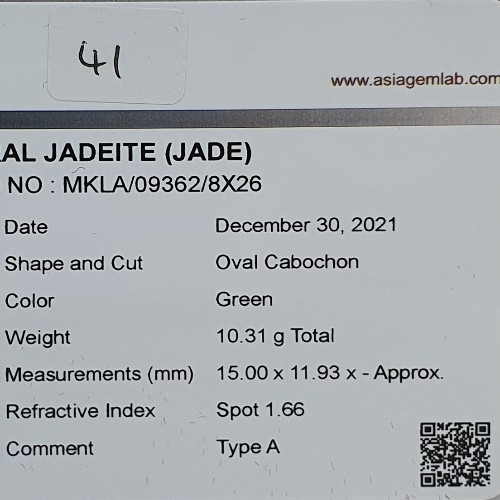 41
www.asiagemlab.com
AL JADEITE (JADE)
NO : MKLA/09362/8X26
Date December 30, 2021
Shape and Cut Oval Cabochon
Color Green
Weight 10.31 g Total
Measurements (mm) 15.00 x 11.93 x - Approx.
Refractive Index Spot 1.66
Comment Type A